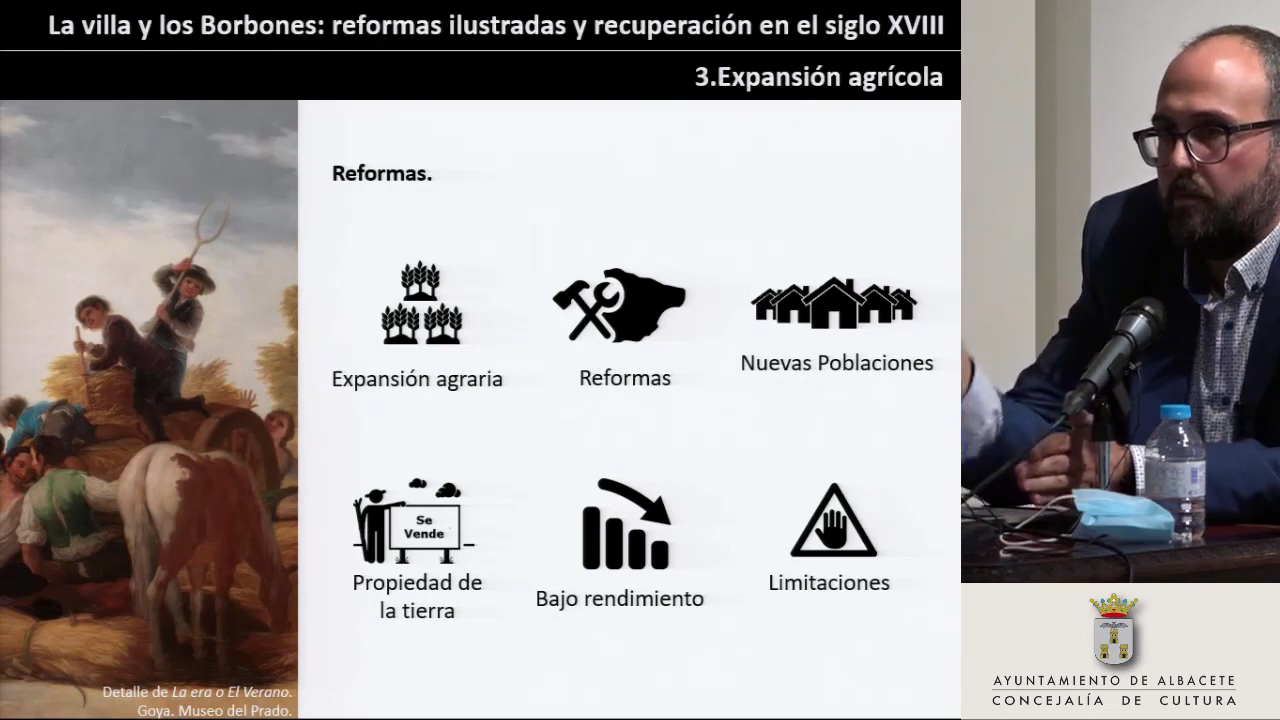 La villa y los Borbones: reformas ilustradas y recuperación en el siglo XVIII
3.Expansión agrícola
Reformas.
Expansión agraria
Reformas
Nuevas Poblaciones
Se
Vende
Propiedad de
la tierra
Bajo rendimiento
Limitaciones
Detalle de La era o El Verano.
Goya. Museo del Prado.
AYUNTAMIENTO DE ALBACETE
CONCEJALÍA DE CULTURA